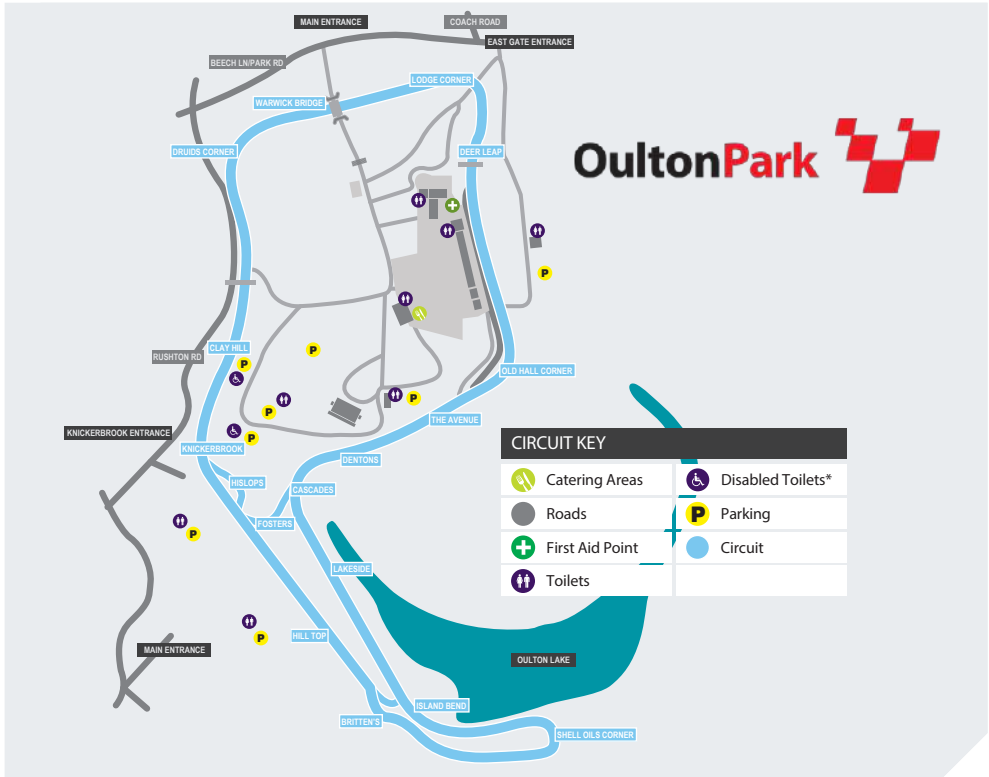 MAIN ENTRANCE
COACH ROAD
EAST GATE ENTRANCE
BEECH LN/PARK RD
LODGE CORNER
WARWICK BRIDGE
DRUIDS CORNER
DEER LEAP
OultonPark
P
CLAY HILL
P
P
RUSHTON RD
OLD HALL CORNER
P
P
THE AVENUE
KNICKERBROOK ENTRANCE
P
KNICKERBROOK
DENTONS
HISLOPS
CASCADES
FOSTERS
P
LAKESIDE
HILL TOP
P
MAIN ENTRANCE
OULTON LAKE
ISLAND BEND
BRITTEN'S
SHELL OILS CORNER
CIRCUIT KEY
Catering Areas
Disabled Toilets*
Roads
P Parking
First Aid Point
Circuit
Toilets